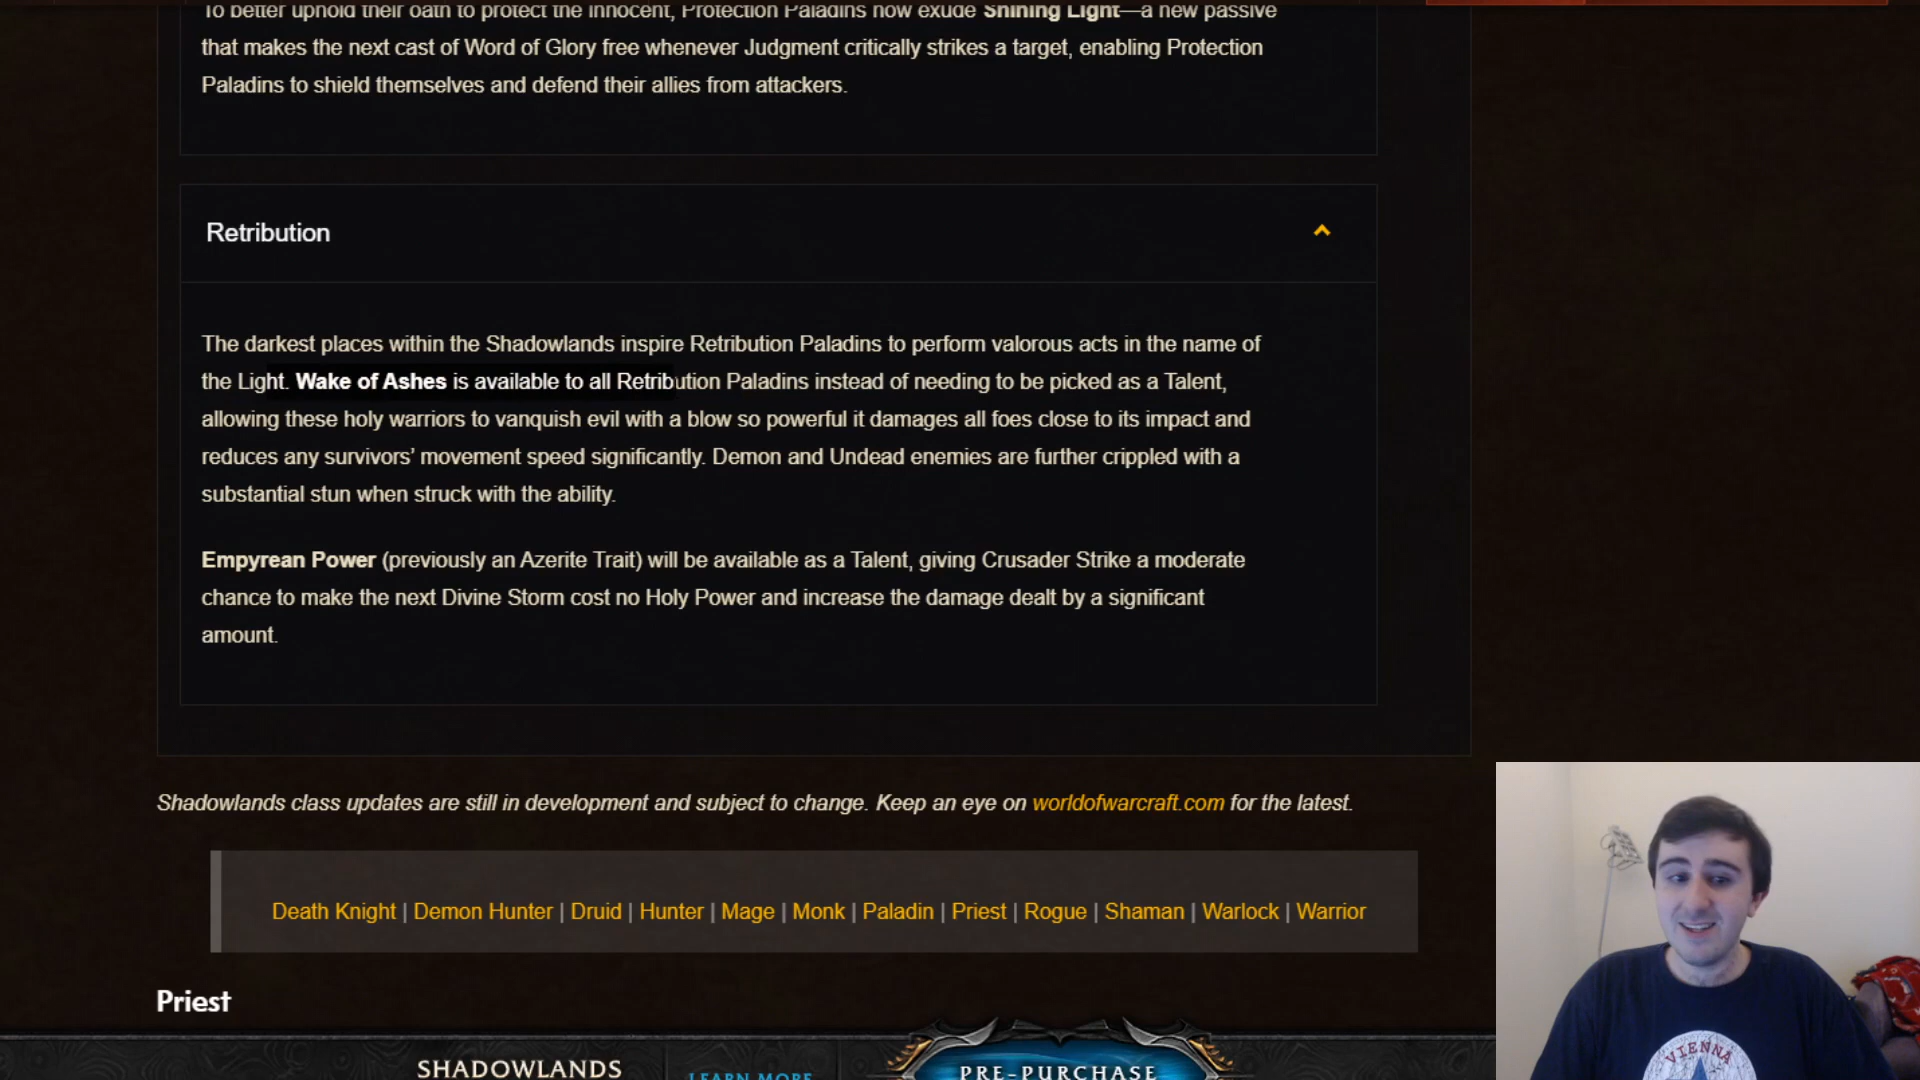 To better uphold their oath to protect the innocent, Protection Paladins now exude Shining Light—a new passive
that makes the next cast of Word of Glory free whenever Judgment critically strikes a target, enabling Protection
Paladins to shield themselves and defend their allies from attackers.
Retribution
The darkest places within the Shadowlands inspire Retribution Paladins to perform valorous acts in the name of
the Light. Wake of Ashes is available to all Retribution Paladins instead of needing to be picked as a Talent,
allowing these holy warriors to vanquish evil with a blow so powerful it damages all foes close to its impact and
reduces any survivors’ movement speed significantly. Demon and Undead enemies are further crippled with a
substantial stun when struck with the ability.
Empyrean Power (previously an Azerite Trait) will be available as a Talent, giving Crusader Strike a moderate
chance to make the next Divine Storm cost no Holy Power and increase the damage dealt by a significant
amount.
Shadowlands class updates are still in development and subject to change. Keep an eye on worldofwarcraft.com for the latest.
Death Knight | Demon Hunter | Druid | Hunter | Mage | Monk | Paladin | Priest | Rogue | Shaman | Warlock | Warrior
Priest
SHADOWLANDS
LEARN MORE
PRE-PURCHASE
VIENNA